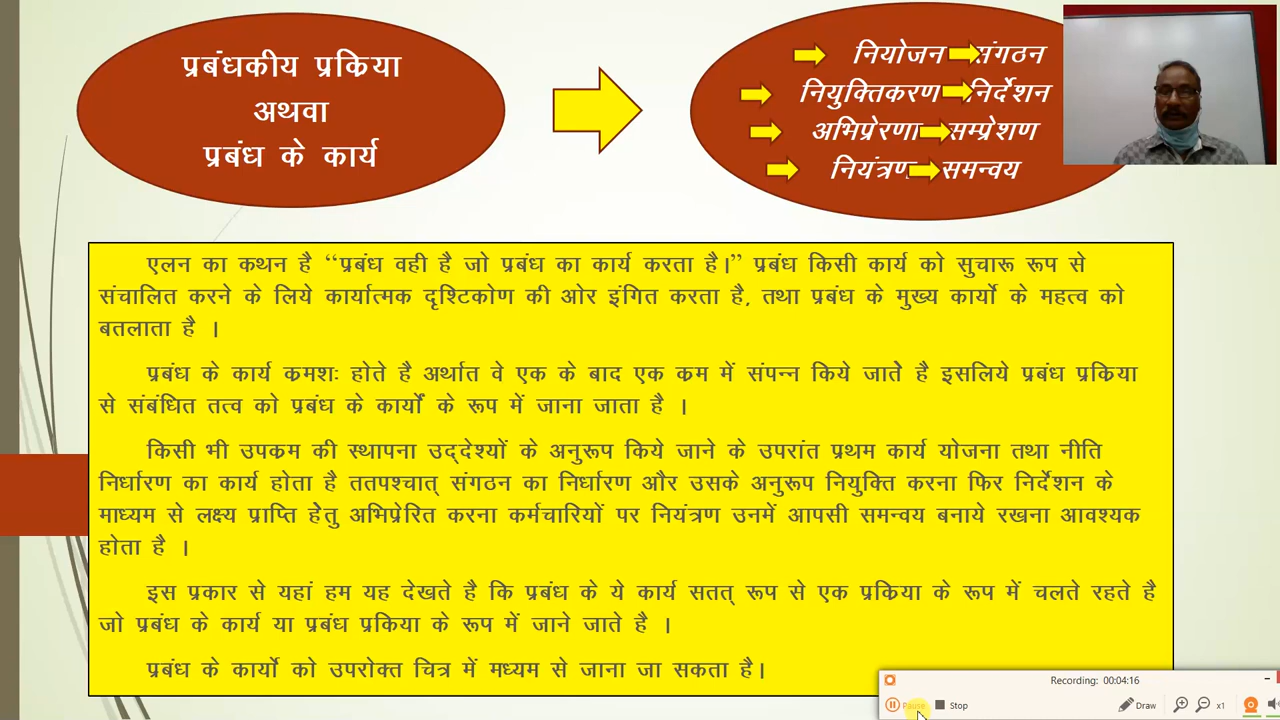 प्रबंधकीय प्रकिया
अथवा
प्रबंध के कार्य
नियोजन संगठन
नियुक्तिकरण निर्देशन
अभिप्रेरणा सम्प्रेशण
नियंत्रण समन्वय
एलन का कथन है “प्रबंध वही है जो प्रबंध का कार्य करता है।” प्रबंध किसी कार्य को सुचारू रूप से
संचालित करने के लिये कार्यात्मक दृश्टिकोण की ओर इंगित करता है, तथा प्रबंध के मुख्य कार्यो के महत्व को
बतलाता है ।
प्रबंध के कार्य कमशः होते है अर्थात वे एक के बाद एक कम में संपन्न किये जाते है इसलिये प्रबंध प्रकिया
से संबंधित तत्व को प्रबंध के कार्यों के रूप में जाना जाता है ।
किसी भी उपकम की स्थापना उद्देश्यों के अनुरूप किये जाने के उपरांत प्रथम कार्य योजना तथा नीति
निर्धारण का कार्य होता है ततपश्चात् संगठन का निर्धारण और उसके अनुरूप नियुक्ति करना फिर निर्देशन के
माध्यम से लक्ष्य प्राप्ति हेतु अभिप्रेरित करना कर्मचारियों पर नियंत्रण उनमें आपसी समन्वय बनाये रखना आवश्यक
होता है ।
इस प्रकार से यहां हम यह देखते है कि प्रबंध के ये कार्य सतत् रूप से एक प्रकिया के रूप में चलते रहते है
जो प्रबंध के कार्य या प्रबंध प्रकिया के रूप में जाने जाते है ।
प्रबंध के कार्यो को उपरोक्त चित्र में मध्यम से जाना जा सकता है।
Recording: 00:04:16
Pause Stop Draw x1